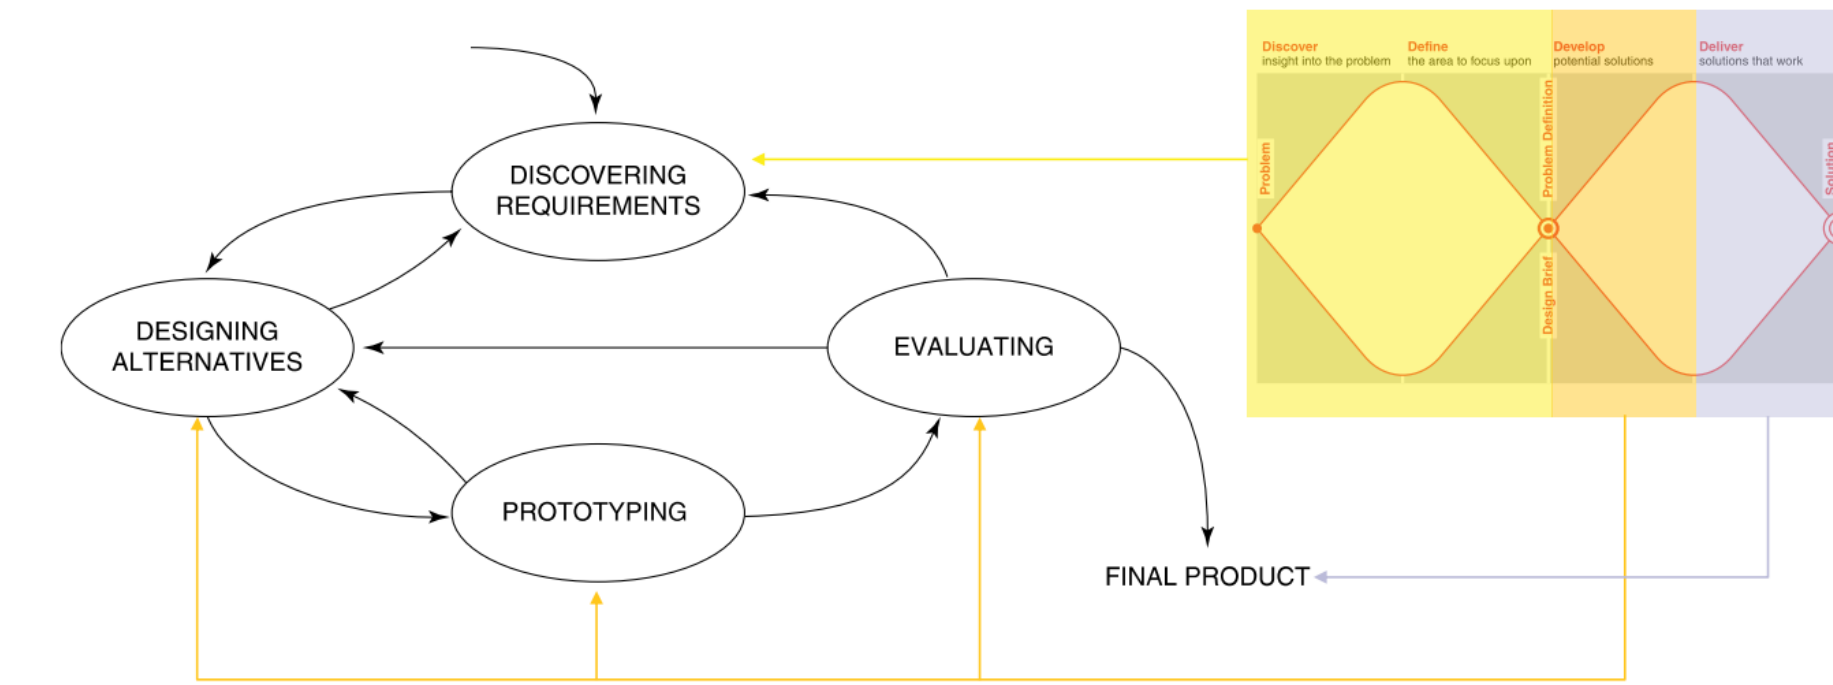 DISCOVERING
REQUIREMENTS
DESIGNING
ALTERNATIVES
EVALUATING
PROTOTYPING
FINAL PRODUCT
Discover
insight into the problem
Define
the area to focus upon
Develop
potential solutions
Deliver
solutions that work
Problem
Problem Definition
Design Brief
Solution